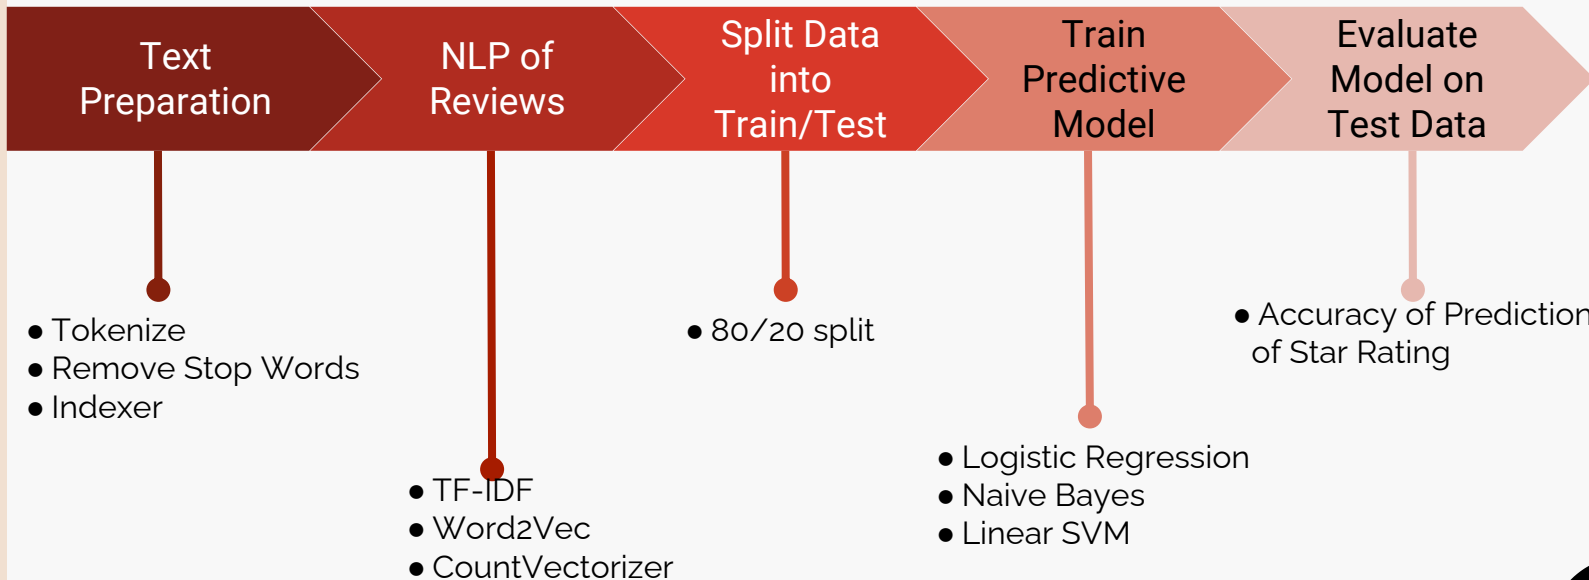 Text
Preparation
NLP of
Reviews
Split Data
into
Train/Test
Train
Predictive
Model
Evaluate
Model on
Test Data
● Tokenize
● Remove Stop Words
● Indexer
● TF-IDF
● Word2Vec
● CountVectorizer
● 80/20 split
● Logistic Regression
● Naive Bayes
● Linear SVM
● Accuracy of Prediction
of Star Rating